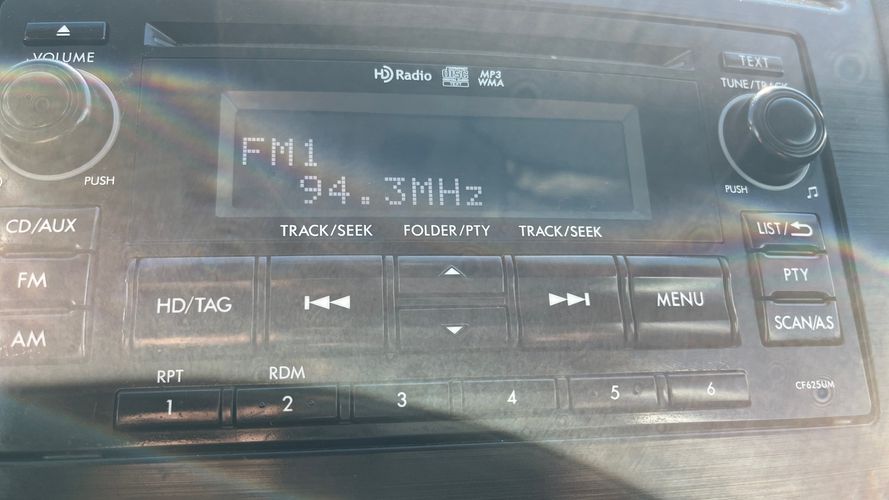 VOLUME
PUSH
HD Radio
disc
TEXT
MP3
WMA
TEXT
TUNE/TRACK
PUSH
FM1
94.3MHz
TRACK/SEEK
FOLDER/PTY
TRACK/SEEK
CD/AUX
FM
AM
HD/TAG
MENU
LIST/
PTY
SCAN/A.S
RPT
RDM
1
2
3
4
5
6
CF625UM